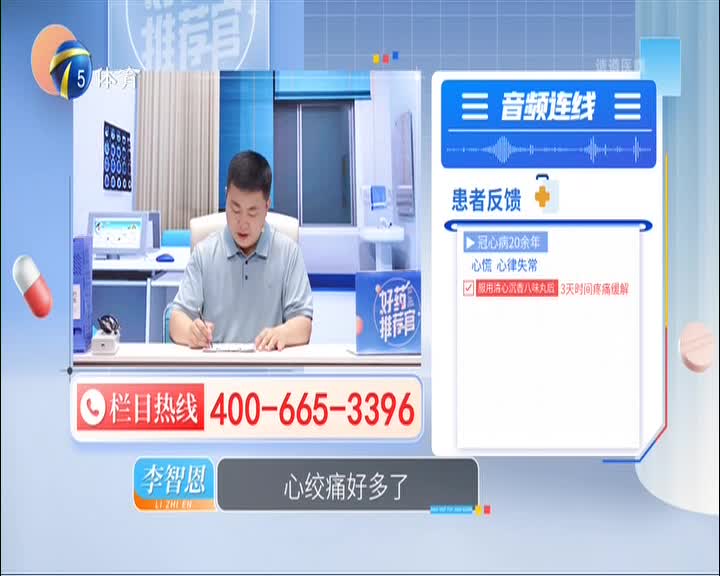 好药
推荐官
5 体育
音频连线
患者反馈
冠心病20余年
心慌 心律失常
服用清心沉香八味丸后 3天时间疼痛缓解
好药
推荐官
栏目热线 400-665-3396
李智恩
LI ZHI EN
心绞痛好多了